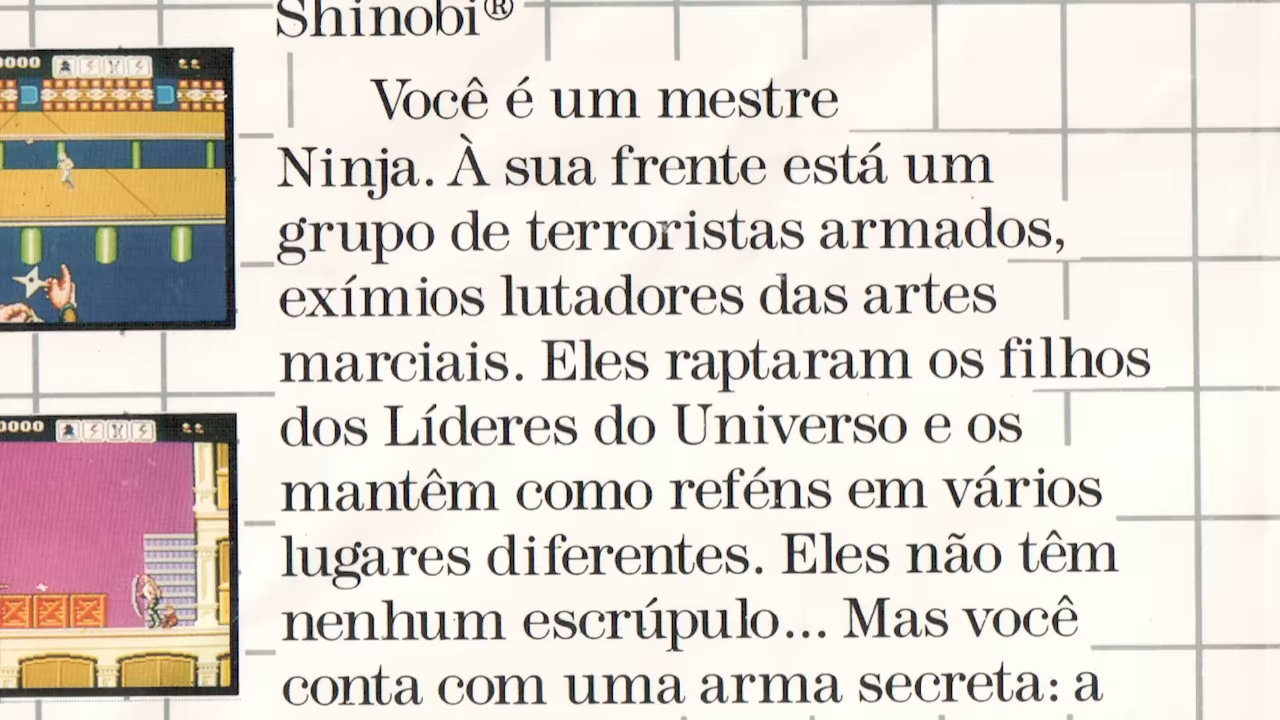 Shinobi®
0000
Você é um mestre
Ninja. À sua frente está um
grupo de terroristas armados,
exímios lutadores das artes
marciais. Eles raptaram os filhos
dos Líderes do Universo e os
mantêm como reféns em vários
lugares diferentes. Eles não têm
nenhum escrúpulo... Mas você
conta com uma arma secreta: a
0000